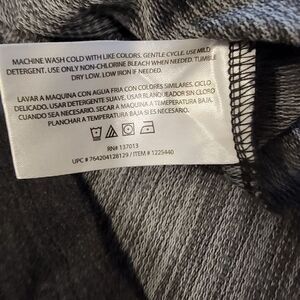 MACHINE WASH COLD WITH LIKE COLORS. GENTLE CYCLE. USE MILD
DETERGENT. USE ONLY NON-CHLORINE BLEACH WHEN NEEDED. TUMBLE
DRY LOW. LOW IRON IF NEEDED.
LAVAR A MAQUINA CON AGUA FRIA CON COLORES SIMILARES. CICLO
DELICADO. USAR DETERGENTE SUAVE. USAR BLANQUEADOR SIN CLORO
CUANDO SEA NECESARIO. SECAR A MAQUINA A TEMPERATURA BAJA.
PLANCHAR A TEMPERATURA BAJA SI ES NECESARIO.
RN# 137013
UPC # 764204128129 / ITEM # 1225440